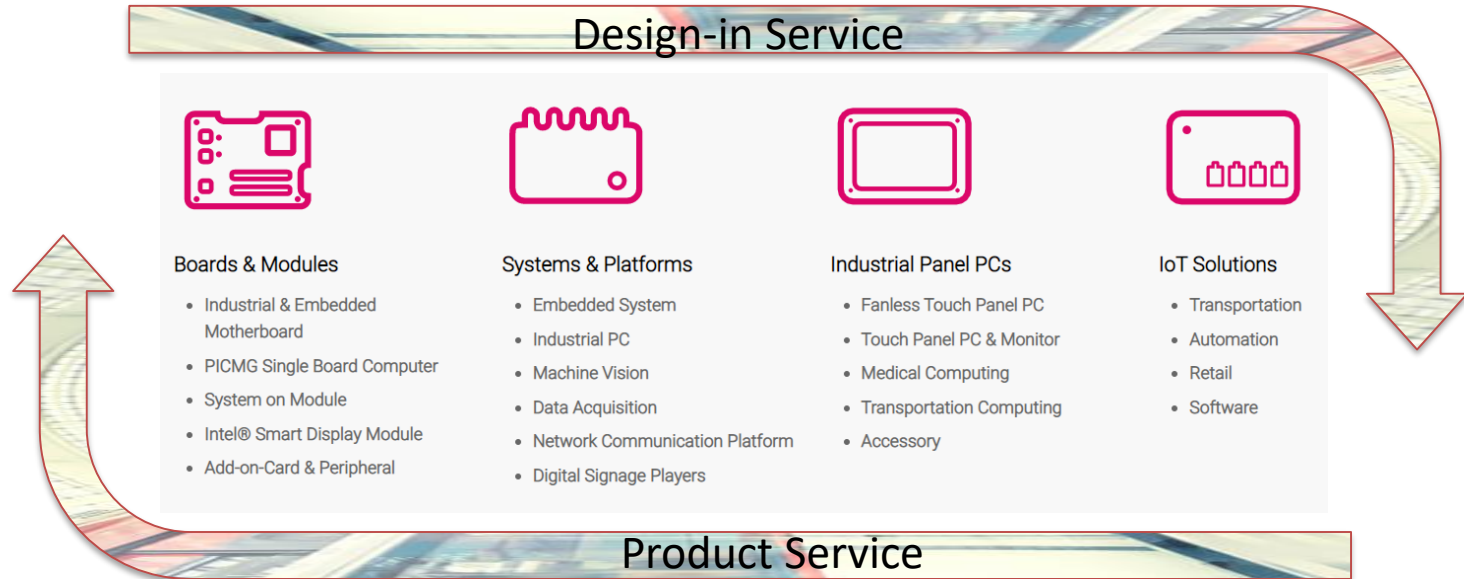 Design-in Service
Boards & Modules
Industrial & Embedded
Motherboard
PICMG Single Board Computer
System on Module
Intel® Smart Display Module
Add-on-Card & Peripheral
Systems & Platforms
Embedded System
Industrial PC
Machine Vision
Data Acquisition
Network Communication Platform
Digital Signage Players
Industrial Panel PCs
Fanless Touch Panel PC
Touch Panel PC & Monitor
Medical Computing
Transportation Computing
Accessory
IoT Solutions
Transportation
Automation
Retail
Software
Product Service